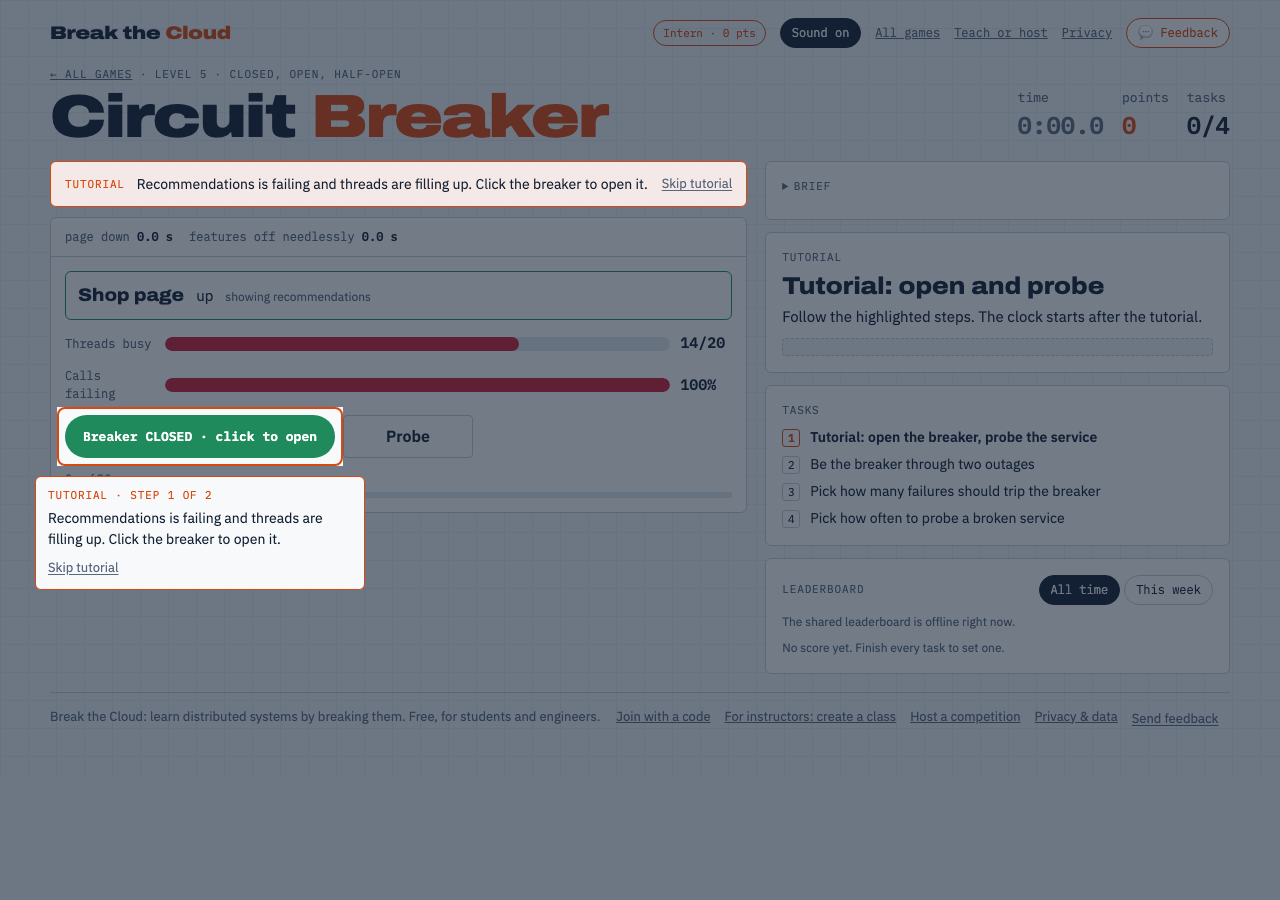 Break the Cloud
Intern · 0 pts
Sound on
All games
Teach or host
Privacy
💬 Feedback
← ALL GAMES · LEVEL 5 · CLOSED, OPEN, HALF-OPEN
Circuit Breaker
time
0:00.0
points
0
tasks
0/4
TUTORIAL Recommendations is failing and threads are filling up. Click the breaker to open it. Skip tutorial
page down 0.0 s features off needlessly 0.0 s
Shop page up showing recommendations
Threads busy 14/20
Calls
failing
100%
Breaker CLOSED · click to open
Probe
TUTORIAL · STEP 1 OF 2
Recommendations is failing and threads are
filling up. Click the breaker to open it.
Skip tutorial
▶ BRIEF
TUTORIAL
Tutorial: open and probe
Follow the highlighted steps. The clock starts after the tutorial.
TASKS
1 Tutorial: open the breaker, probe the service
2 Be the breaker through two outages
3 Pick how many failures should trip the breaker
4 Pick how often to probe a broken service
LEADERBOARD
All time
This week
The shared leaderboard is offline right now.
No score yet. Finish every task to set one.
Break the Cloud: learn distributed systems by breaking them. Free, for students and engineers.
Join with a code
For instructors: create a class
Host a competition
Privacy & data
Send feedback